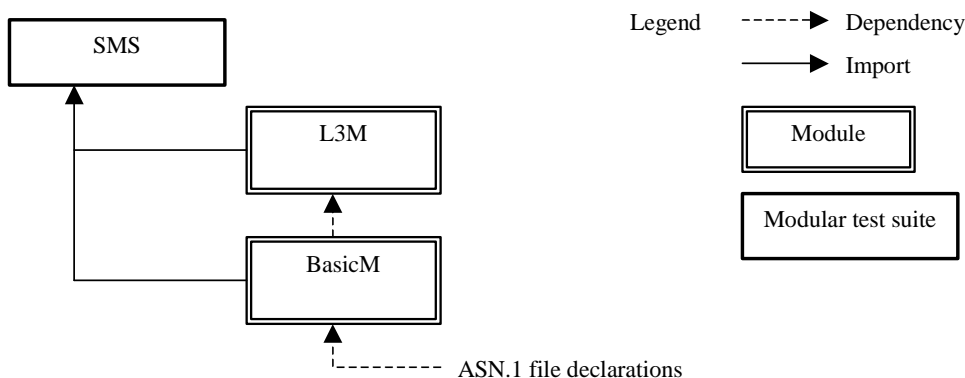 SMS
Legend
Dependency
Import
L3M
Module
Modular test suite
BasicM
ASN.1 file declarations